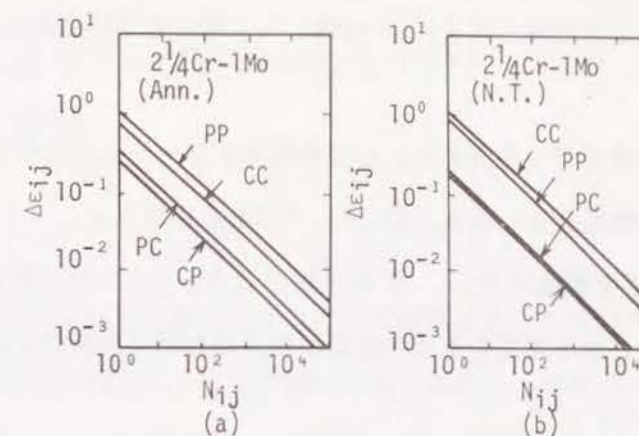 10¹
10⁰
10⁻¹
10⁻²
10⁻³
Δεij
2¼Cr-1Mo
(Ann.)
PP
CC
PC
CP
10⁰
10²
10⁴
Nij
(a)
10¹
10⁰
10⁻¹
10⁻²
10⁻³
Δεij
2¼Cr-1Mo
(N.T.)
CC
PP
PC
CP
10⁰
10²
10⁴
Nij
(b)